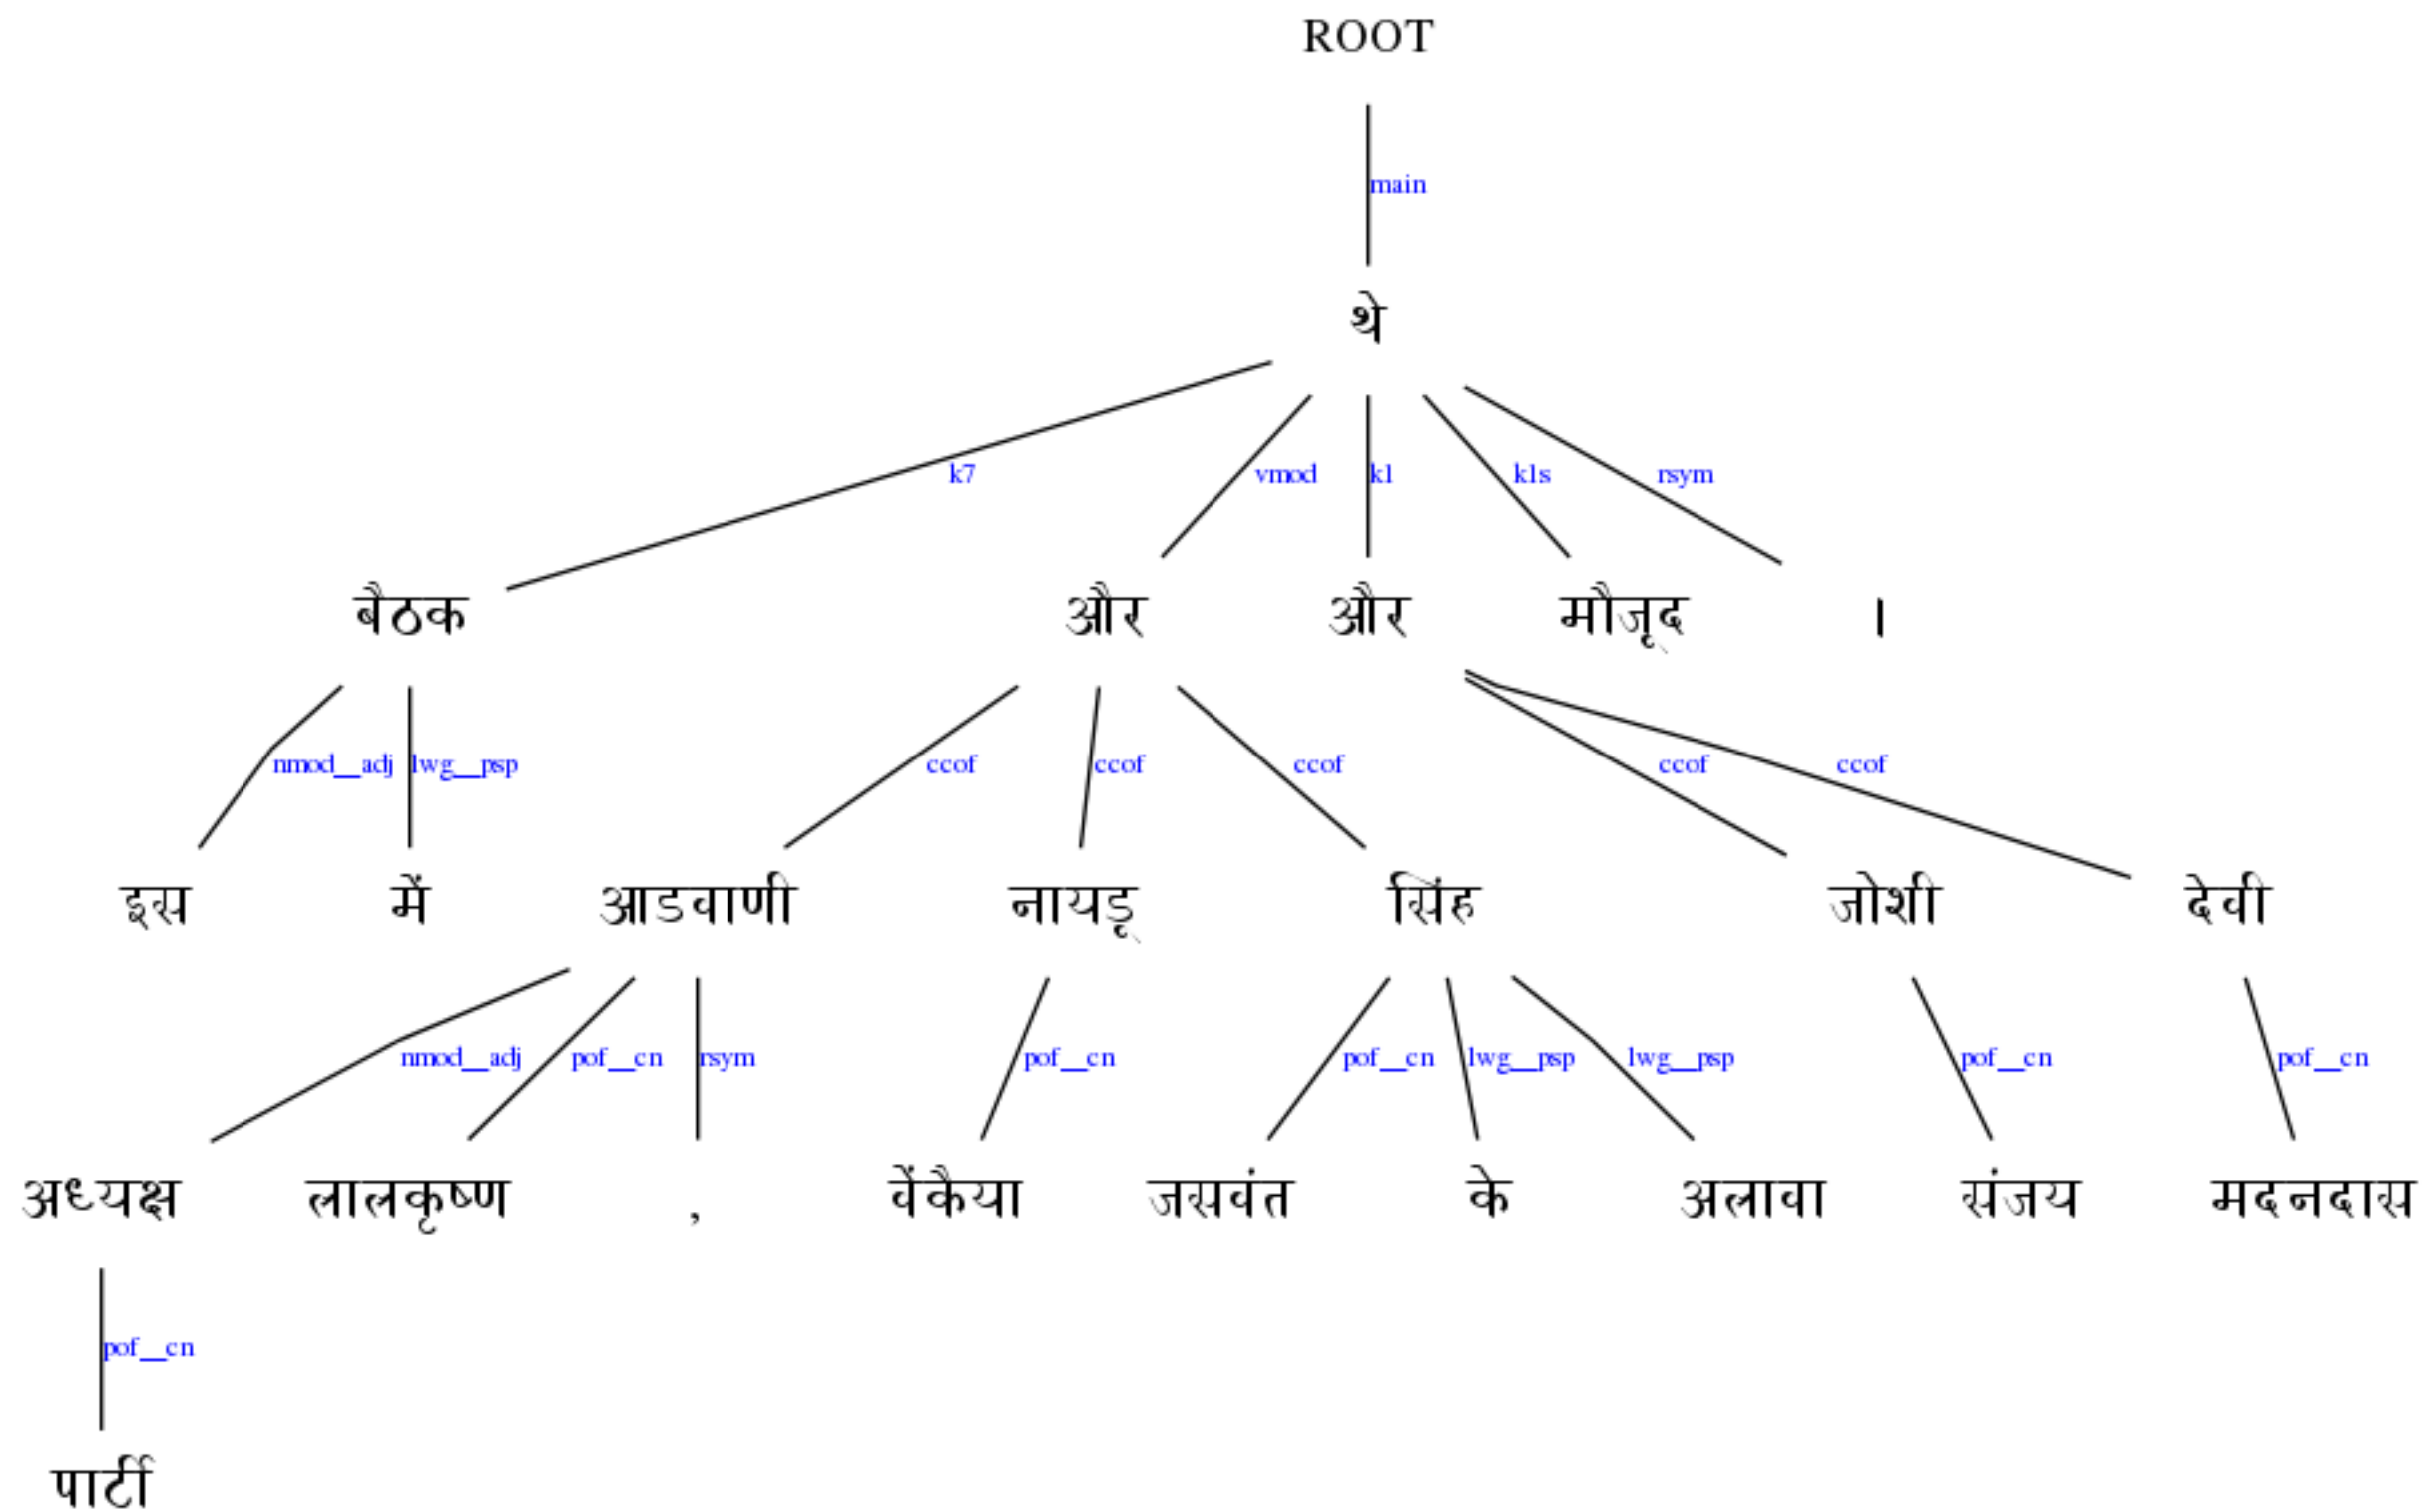 ROOT
main
थे
k7 vmod k1 k1s rsym
बैठक और और मौजूद ।
nmod__adj lwg__psp ccof ccof ccof ccof ccof
इस में आडवाणी नायडू सिंह जोशी देवी
nmod__adj pof__cn rsym pof__cn pof__cn lwg__psp lwg__psp pof__cn pof__cn
अध्यक्ष लालकृष्ण , वेंकैया जसवंत के अलावा संजय मदनदास
pof__cn
पार्टी